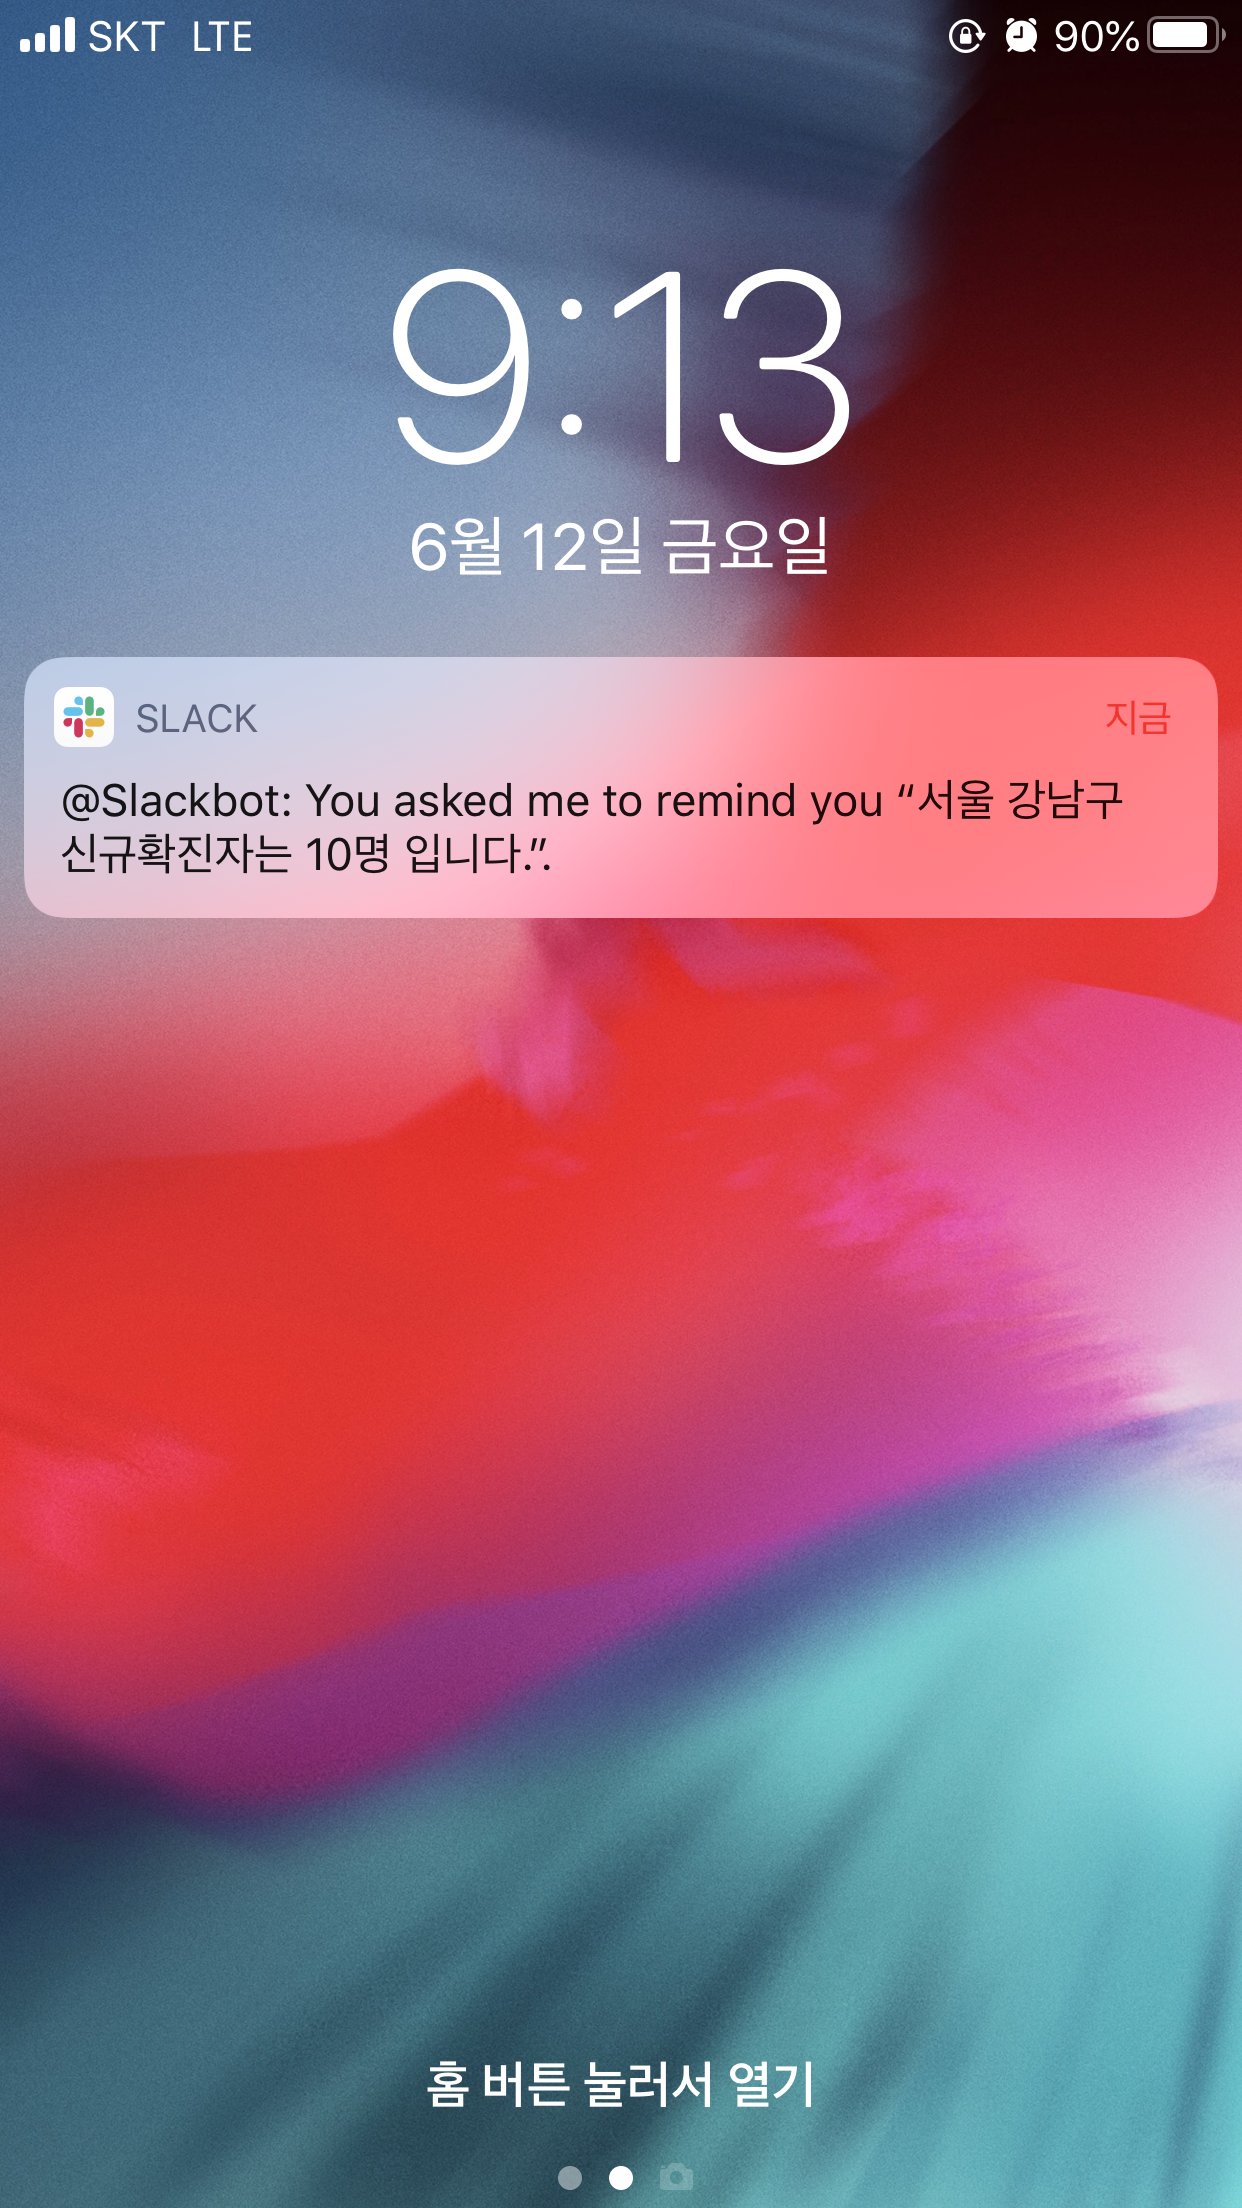 SKT LTE 90%
9:13
6월 12일 금요일
SLACK 지금
@Slackbot: You asked me to remind you “서울 강남구
신규확진자는 10명 입니다.”.
홈 버튼 눌러서 열기